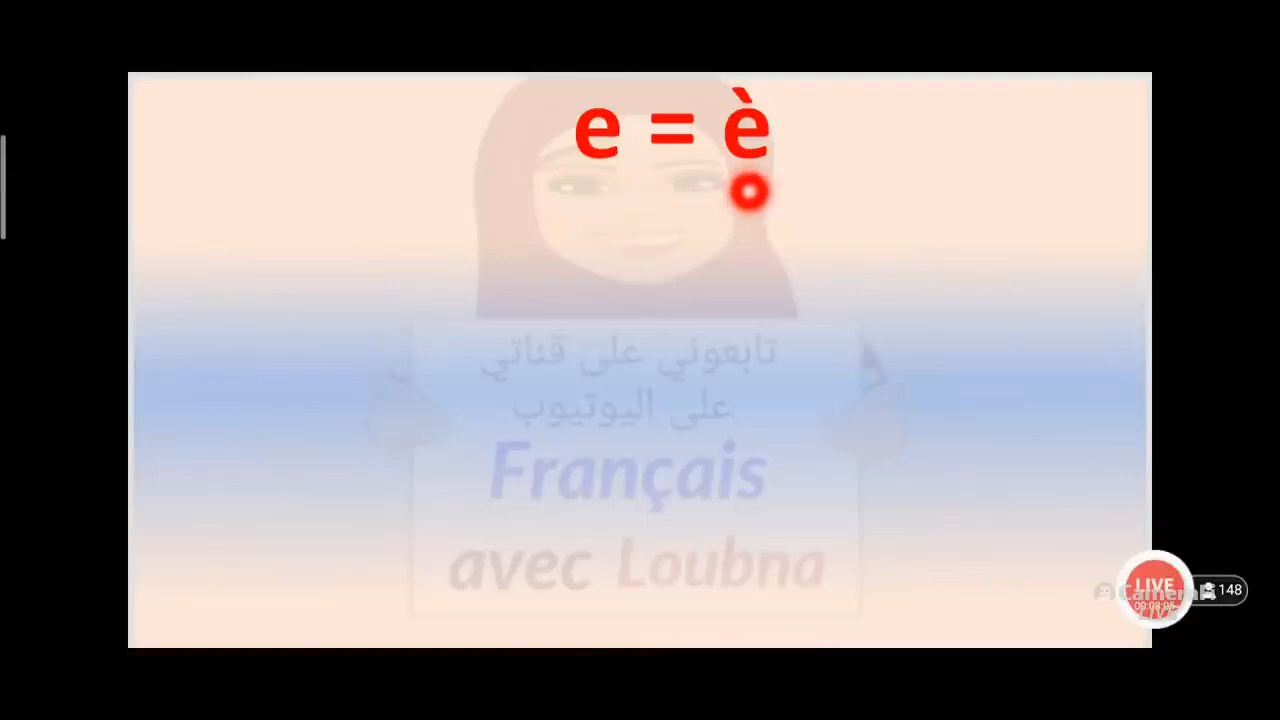 e = è
تابعوني على قناتي
على اليوتيوب
Français
avec Loubna
LIVE
148